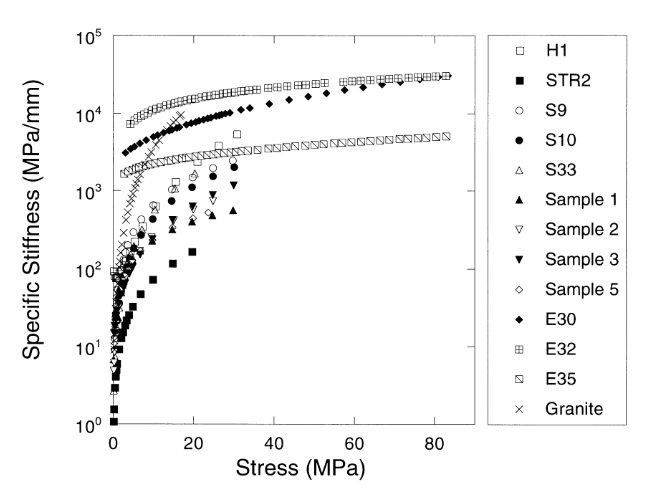 10^5
10^4
10^3
10^2
10^1
10^0
Specific Stiffness (MPa/mm)
0
20
40
60
80
Stress (MPa)
H1
STR2
S9
S10
S33
Sample 1
Sample 2
Sample 3
Sample 5
E30
E32
E35
Granite